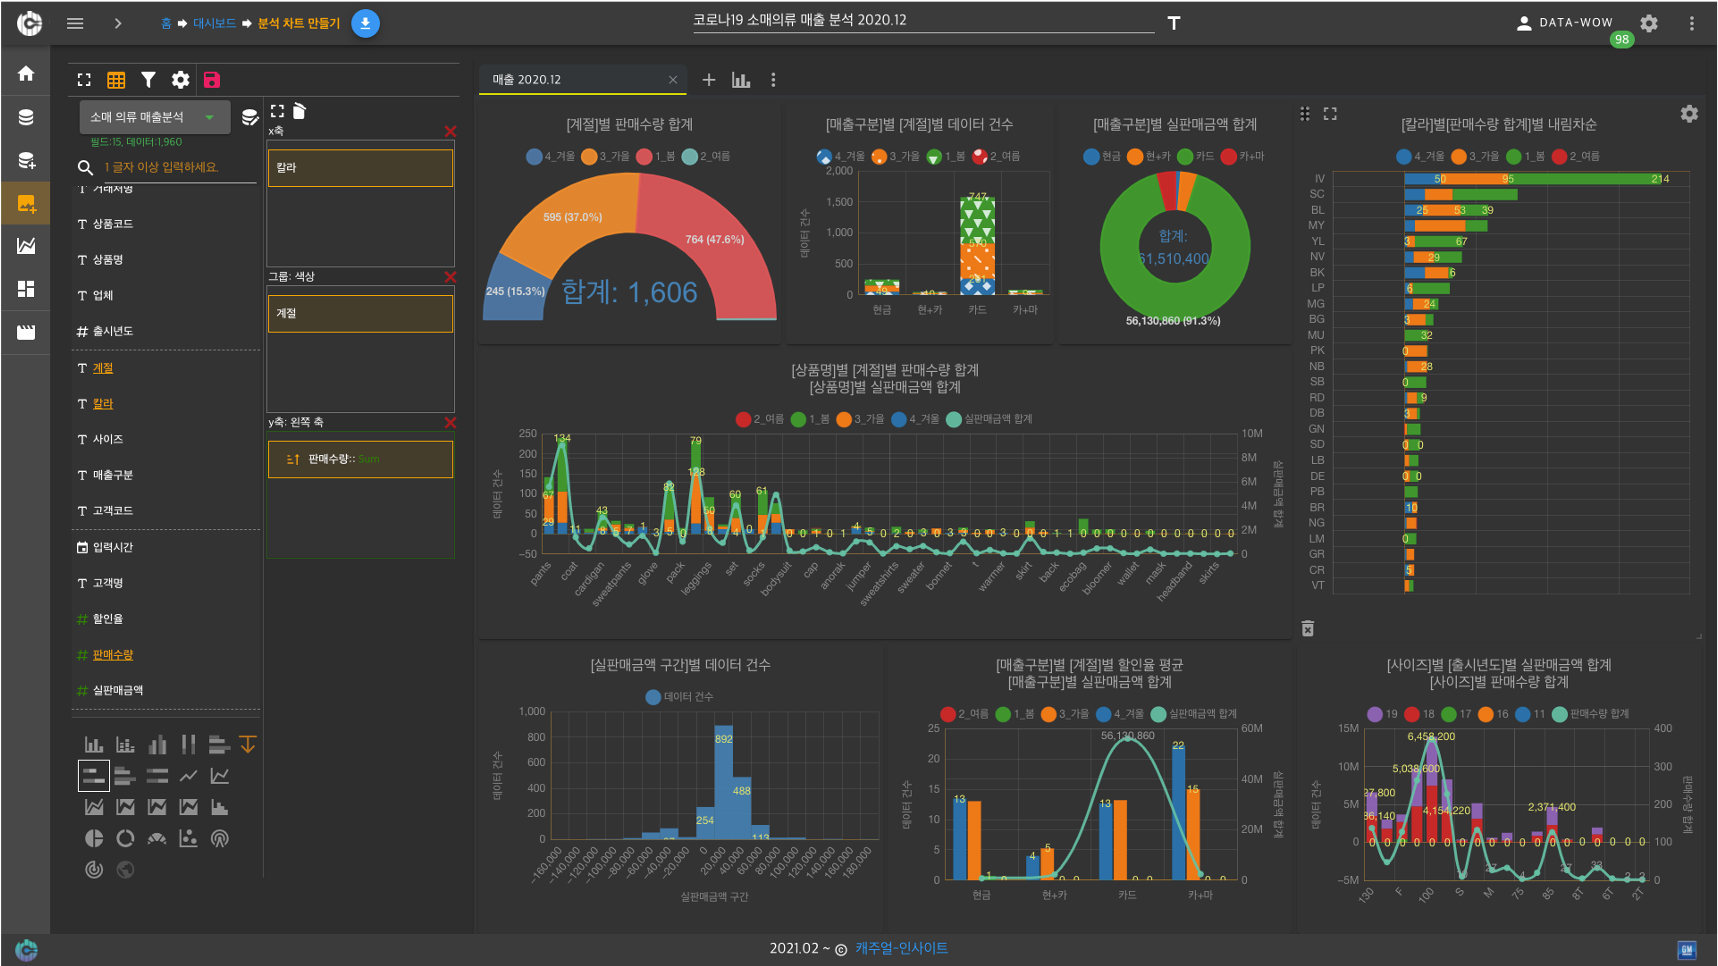 홈 ➡ 대시보드 ➡ 분석 차트 만들기
코로나19 소매의류 매출 분석 2020.12
T
DATA-WOW
98
소매 의류 매출분석
필드:15, 데이터:1,960
1 글자 이상 입력하세요.
T 거래처명
T 상품코드
T 상품명
T 업체
# 출시년도
T 계절
T 칼라
T 사이즈
T 매출구분
T 고객코드
입력시간
T 고객명
# 할인율
# 판매수량
# 실판매금액
x축
칼라
그룹: 색상
계절
y축: 왼쪽 축
판매수량:: Sum
매출 2020.12
[계절]별 판매수량 합계
4_겨울 3_가을 1_봄 2_여름
595 (37.0%)
764 (47.6%)
245 (15.3%)
합계: 1,606
[매출구분]별 [계절]별 데이터 건수
4_겨울 3_가을 1_봄 2_여름
2,000
1,500
1,000
500
0
데이터 건수
747
570
현금 현+카 카드 카+마
[매출구분]별 실판매금액 합계
현금 현+카 카드 카+마
합계:
61,510,400
56,130,860 (91.3%)
[칼라]별[판매수량 합계]별 내림차순
4_겨울 3_가을 1_봄 2_여름
IV 50 95 214
SC
BL 25 53 39
MY
YL 3 67
NV 29
BK 6
LP 6
MG 24
BG 3
MU 32
PK 0
NB 28
SB 0
RD 9
DB 3
GN
SD 0 0
LB
DE 0 0
PB
BR 10
NG
LM 0
GR
CR 5
VT
[상품명]별 [계절]별 판매수량 합계
[상품명]별 실판매금액 합계
2_여름 1_봄 3_가을 4_겨울 실판매금액 합계
250
200
150
100
50
0
-50
데이터 건수
134
67
29
11
43
82
79
128
50
60
61
10M
8M
6M
4M
2M
0
실판매금액 합계
pants coat cardigan sweatpants glove pack leggings set socks bodysuit cap anorak jumper sweatshirts sweater bonnet t warmer skirt back ecobag bloomer wallet mask headband skirts
[실판매금액 구간]별 데이터 건수
데이터 건수
1,000
800
600
400
200
0
데이터 건수
892
488
254
113
-160,000 -140,000 -120,000 -100,000 -80,000 -60,000 -40,000 -20,000 0 20,000 40,000 60,000 80,000 100,000 120,000 140,000 160,000 180,000
실판매금액 구간
[매출구분]별 [계절]별 할인율 평균
[매출구분]별 실판매금액 합계
2_여름 1_봄 3_가을 4_겨울 실판매금액 합계
25
20
15
10
5
0
데이터 건수
56,130,860
13
4 5
13
22
15
60M
40M
20M
0
실판매금액 합계
현금 현+카 카드 카+마
[사이즈]별 [출시년도]별 실판매금액 합계
[사이즈]별 판매수량 합계
19 18 17 16 11 판매수량 합계
15M
10M
5M
0
-5M
데이터 건수
6,458,200
5,038,600
4,154,220
2,371,400
400
300
200
100
0
판매수량 합계
130 F 100 S M 75 85 8T 6T 2T
2021.02 ~ © 캐주얼-인사이트
GM